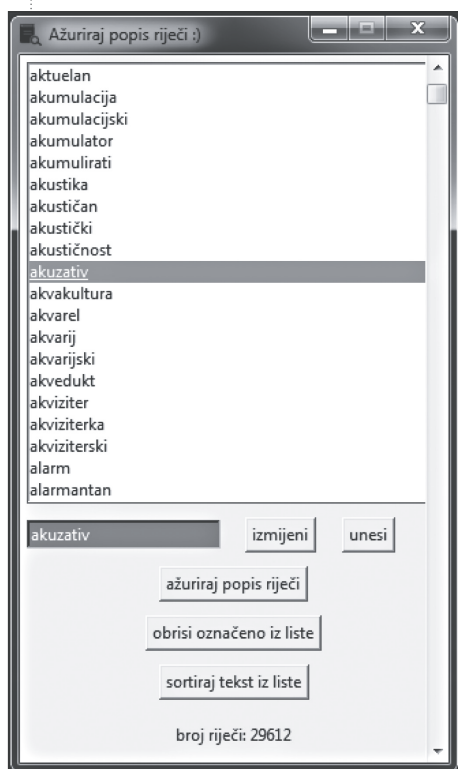 Ažuriraj popis riječi :)
aktuelan
akumulacija
akumulacijski
akumulator
akumulirati
akustika
akustičan
akustički
akustičnost
akuzativ
akvakultura
akvarel
akvarij
akvarijski
akvedukt
akviziter
akviziterka
akviziterski
alarm
alarmantan
akuzativ izmijeni unesi
ažuriraj popis riječi
obrisi označeno iz liste
sortiraj tekst iz liste
broj riječi: 29612